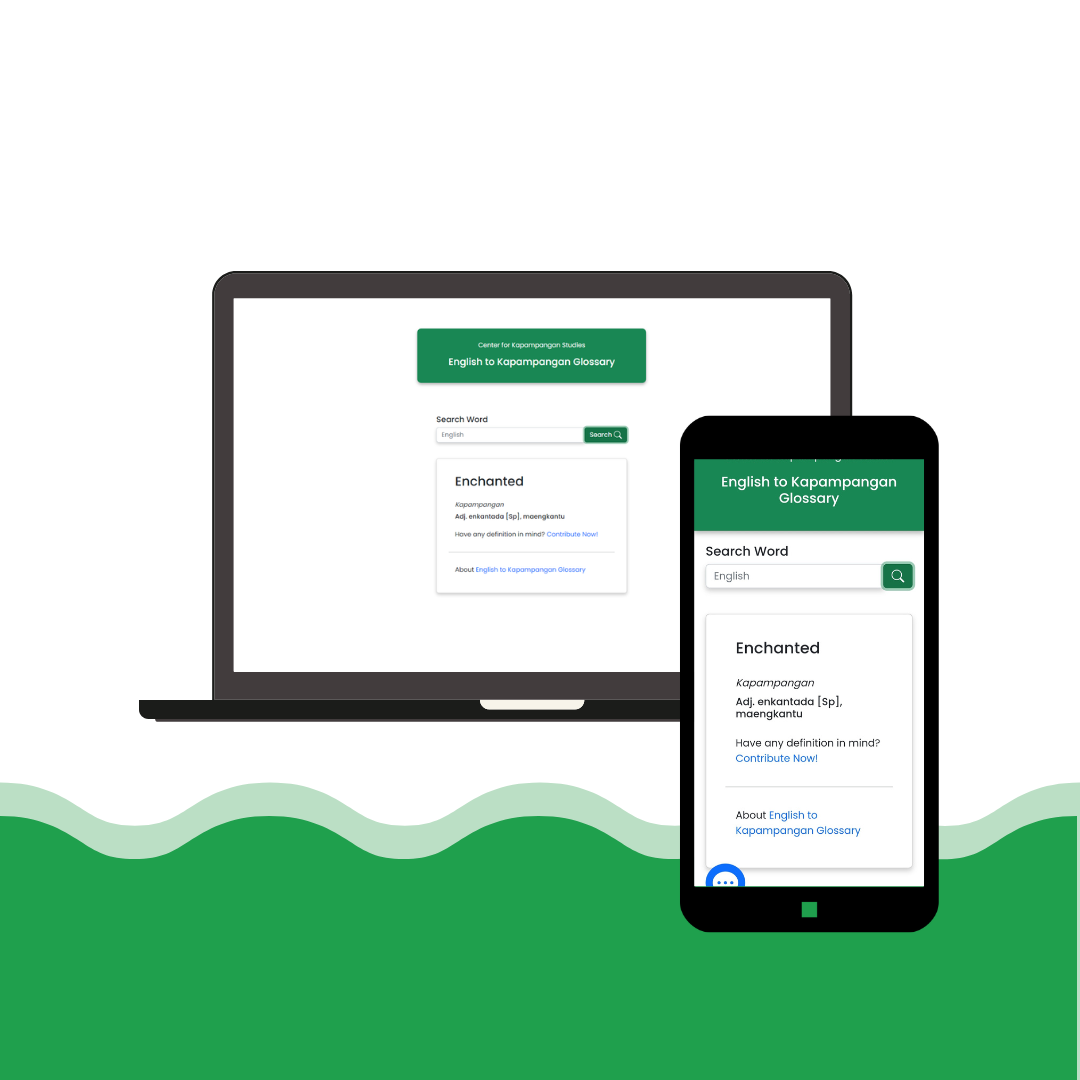 Center for Kapampangan Studies
English to Kapampangan Glossary
Search Word
English
Search
Enchanted
Kapampangan
Adj. enkantada [Sp], maengkantu
Have any definition in mind? Contribute Now!
About English to Kapampangan Glossary
English to Kapampangan
Glossary
Search Word
English
Enchanted
Kapampangan
Adj. enkantada [Sp],
maengkantu
Have any definition in mind?
Contribute Now!
About English to
Kapampangan Glossary